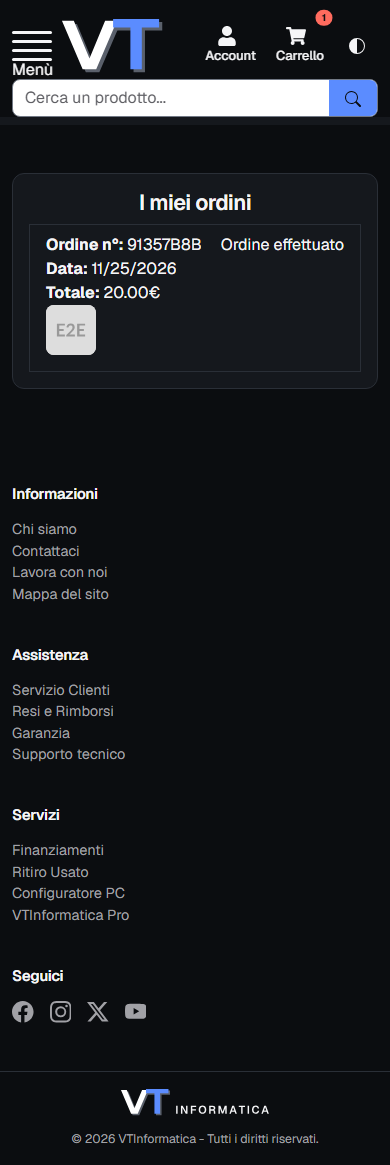 Menù
VT
Account
Carrello
1
Cerca un prodotto...
I miei ordini
Ordine n°: 91357B8B
Ordine effettuato
Data: 11/25/2026
Totale: 20.00€
E2E
Informazioni
Chi siamo
Contattaci
Lavora con noi
Mappa del sito
Assistenza
Servizio Clienti
Resi e Rimborsi
Garanzia
Supporto tecnico
Servizi
Finanziamenti
Ritiro Usato
Configuratore PC
VTInformatica Pro
Seguici
VT INFORMATICA
© 2026 VTInformatica - Tutti i diritti riservati.